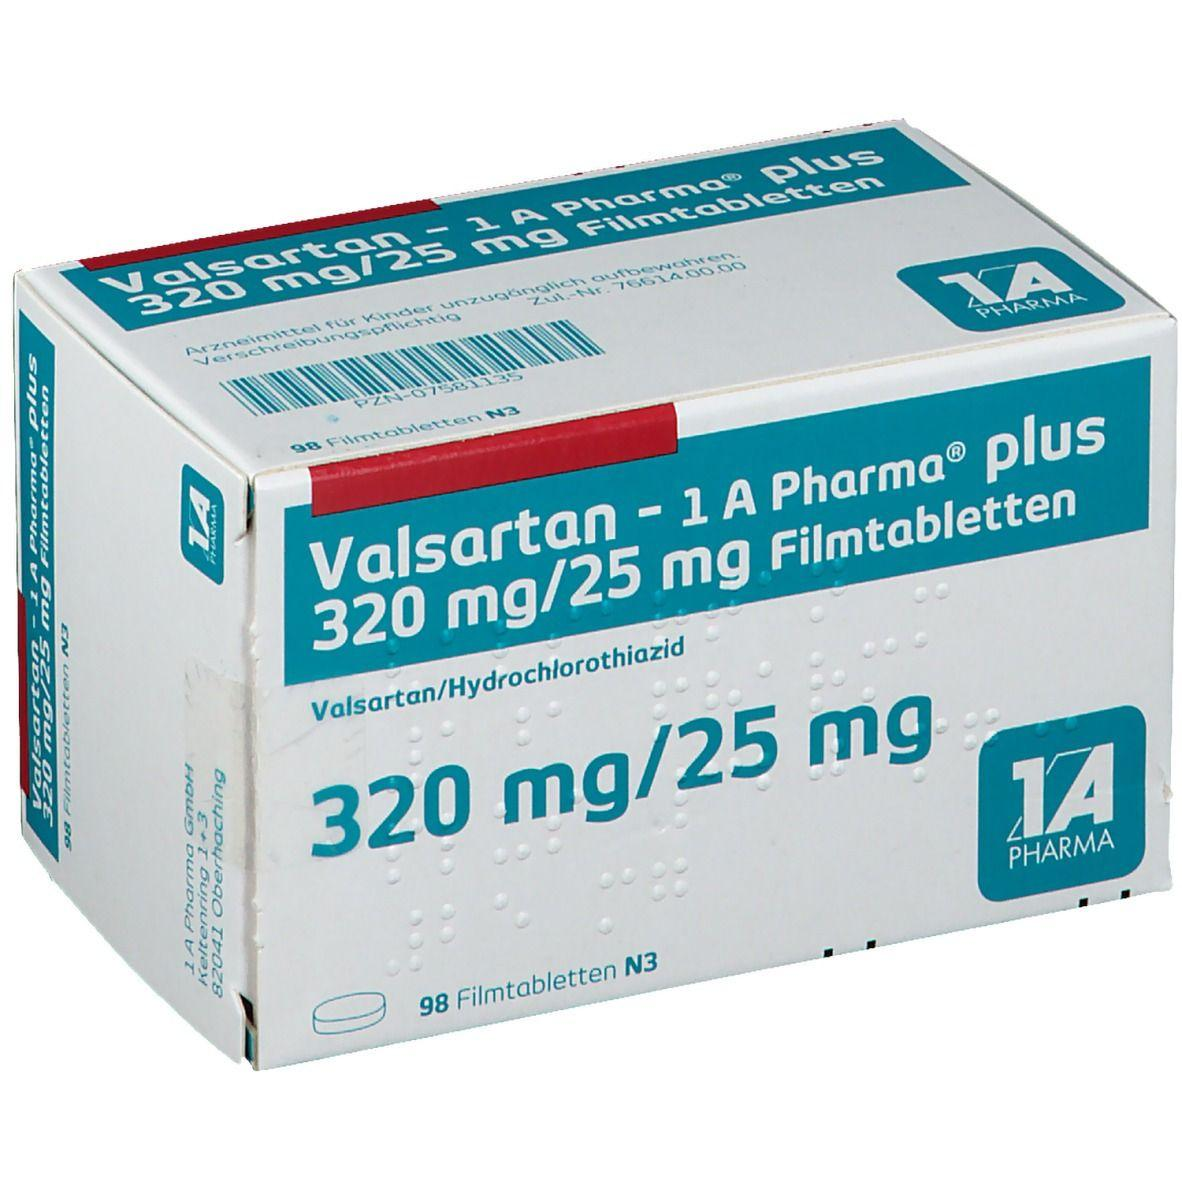 Valsartan - 1 A Pharma® plus
320 mg/25 mg Filmtabletten
Arzneimittel für Kinder unzugänglich aufbewahren.
Verschreibungspflichtig
Zul.-Nr. 76614.00.00
PZN-07581135
98 Filmtabletten N3
1A
PHARMA
Valsartan - 1 A Pharma® plus
320 mg/25 mg Filmtabletten
Valsartan/Hydrochlorothiazid
320 mg/25 mg
98 Filmtabletten N3
1A
PHARMA
Valsartan - 1 A Pharma® plus
320 mg/25 mg Filmtabletten
98 Filmtabletten N3
1A
PHARMA
1 A Pharma GmbH
Keltenring 1+3
82041 Oberhaching